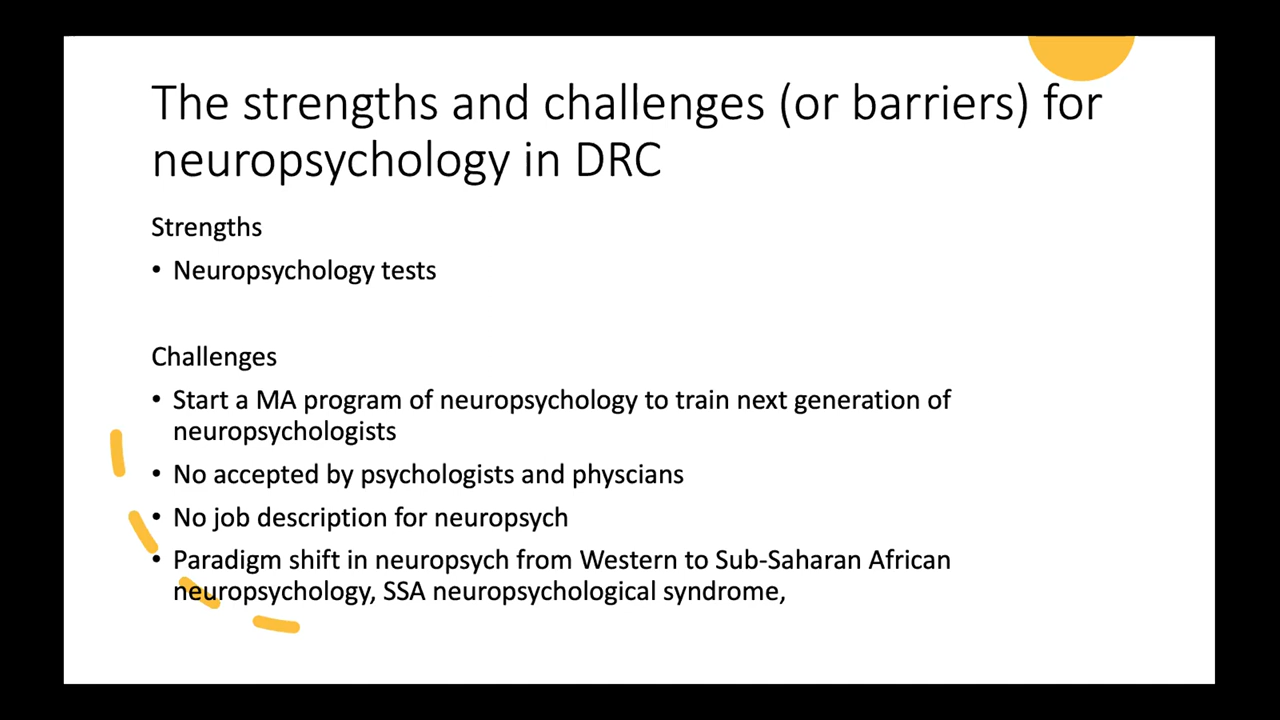 The strengths and challenges (or barriers) for
neuropsychology in DRC
Strengths
• Neuropsychology tests
Challenges
• Start a MA program of neuropsychology to train next generation of
neuropsychologists
• No accepted by psychologists and physcians
• No job description for neuropsych
• Paradigm shift in neuropsych from Western to Sub-Saharan African
neuropsychology, SSA neuropsychological syndrome,